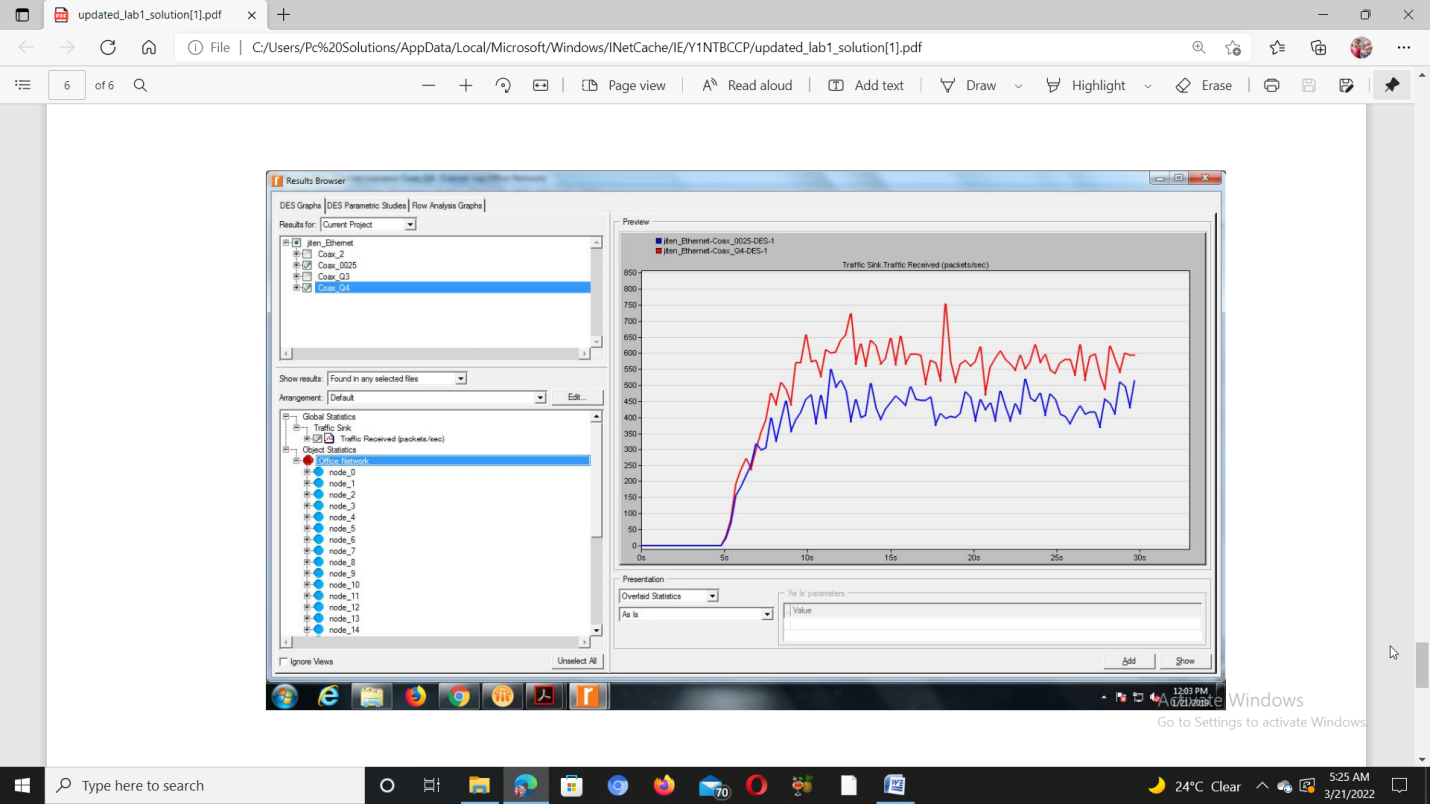 updated_lab1_solution[1].pdf
File | C:/Users/Pc%20Solutions/AppData/Local/Microsoft/Windows/INetCache/IE/Y1NTBCCP/updated_lab1_solution[1].pdf
6 of 6 Page view Read aloud Add text Draw Highlight Erase
Results Browser
DES Graphs DES Parametric Studies Flow Analysis Graphs
Results for: Current Project
jiten_Ethernet
Coax_2
Coax_0025
Coax_Q3
Coax_Q4
Show results: Found in any selected files
Arrangement: Default Edit...
Global Statistics
Traffic Sink
Traffic Received (packets/sec)
Object Statistics
Office Network
node_0
node_1
node_2
node_3
node_4
node_5
node_6
node_7
node_8
node_9
node_10
node_11
node_12
node_13
node_14
Ignore Views Unselect All
Preview
jiten_Ethernet-Coax_0025-DES-1
jiten_Ethernet-Coax_Q4-DES-1
Traffic Sink.Traffic Received (packets/sec)
850
800
750
700
650
600
550
500
450
400
350
300
250
200
150
100
50
0
0s 5s 10s 15s 20s 25s 30s
Presentation
Overlaid Statistics
As Is
'As Is' parameters
Value
Add Show
12:03 PM
Activate Windows
Go to Settings to activate Windows.
Type here to search
70
24°C Clear
5:25 AM
3/21/2022